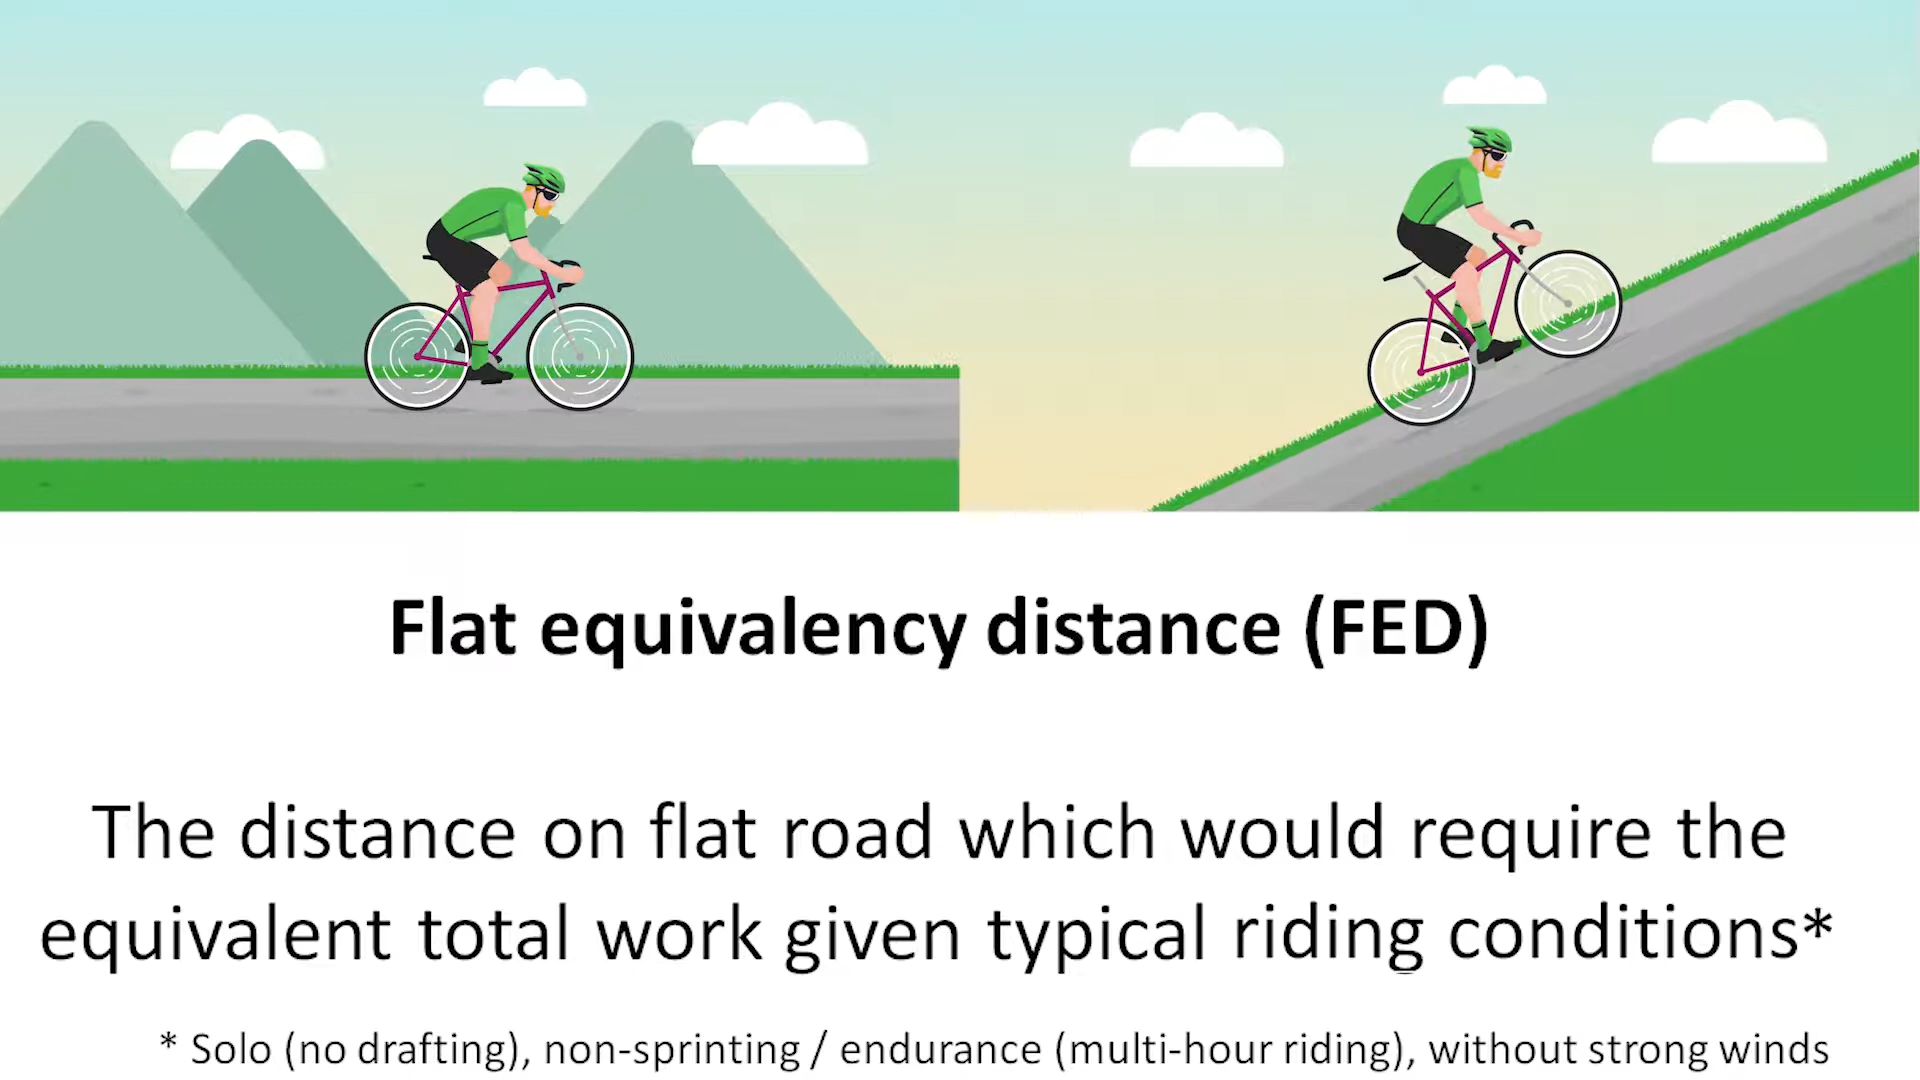 Flat equivalency distance (FED)
The distance on flat road which would require the
equivalent total work given typical riding conditions*
* Solo (no drafting), non-sprinting / endurance (multi-hour riding), without strong winds